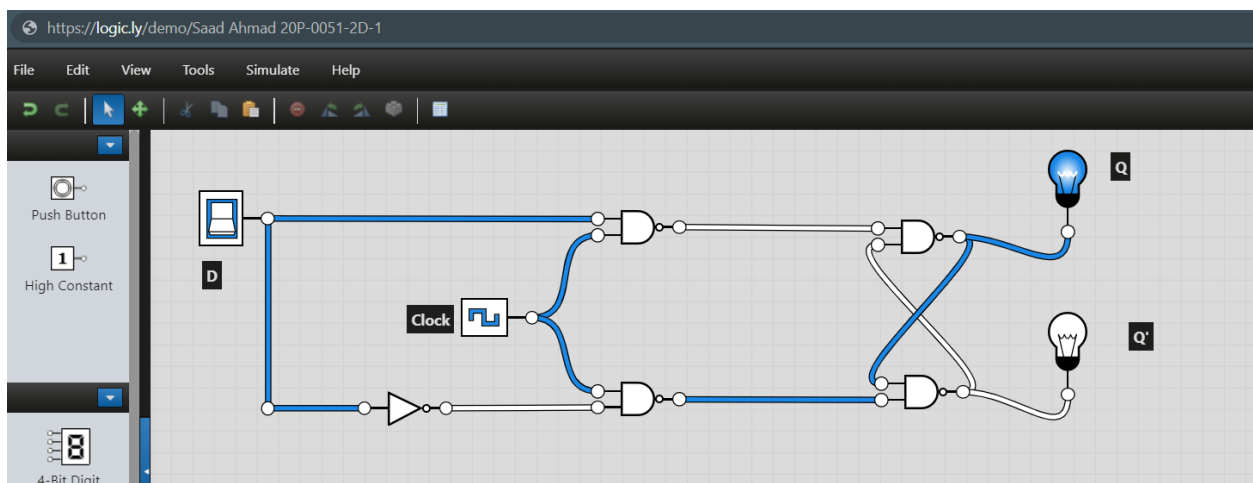 https://logic.ly/demo/Saad Ahmad 20P-0051-2D-1
File Edit View Tools Simulate Help
Push Button
1
High Constant
8
4-Bit Digit
D
Clock
Q
Q'